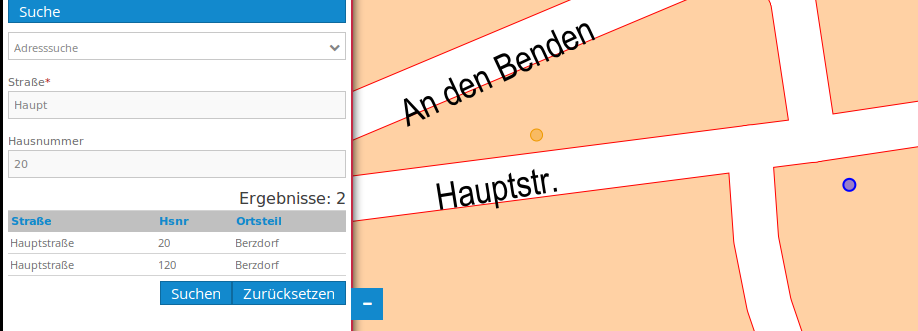 Suche
Adresssuche
Straße*
Haupt
Hausnummer
20
Ergebnisse: 2
Straße Hsnr Ortsteil
Hauptstraße 20 Berzdorf
Hauptstraße 120 Berzdorf
Suchen Zurücksetzen
–
An den Benden
Hauptstr.